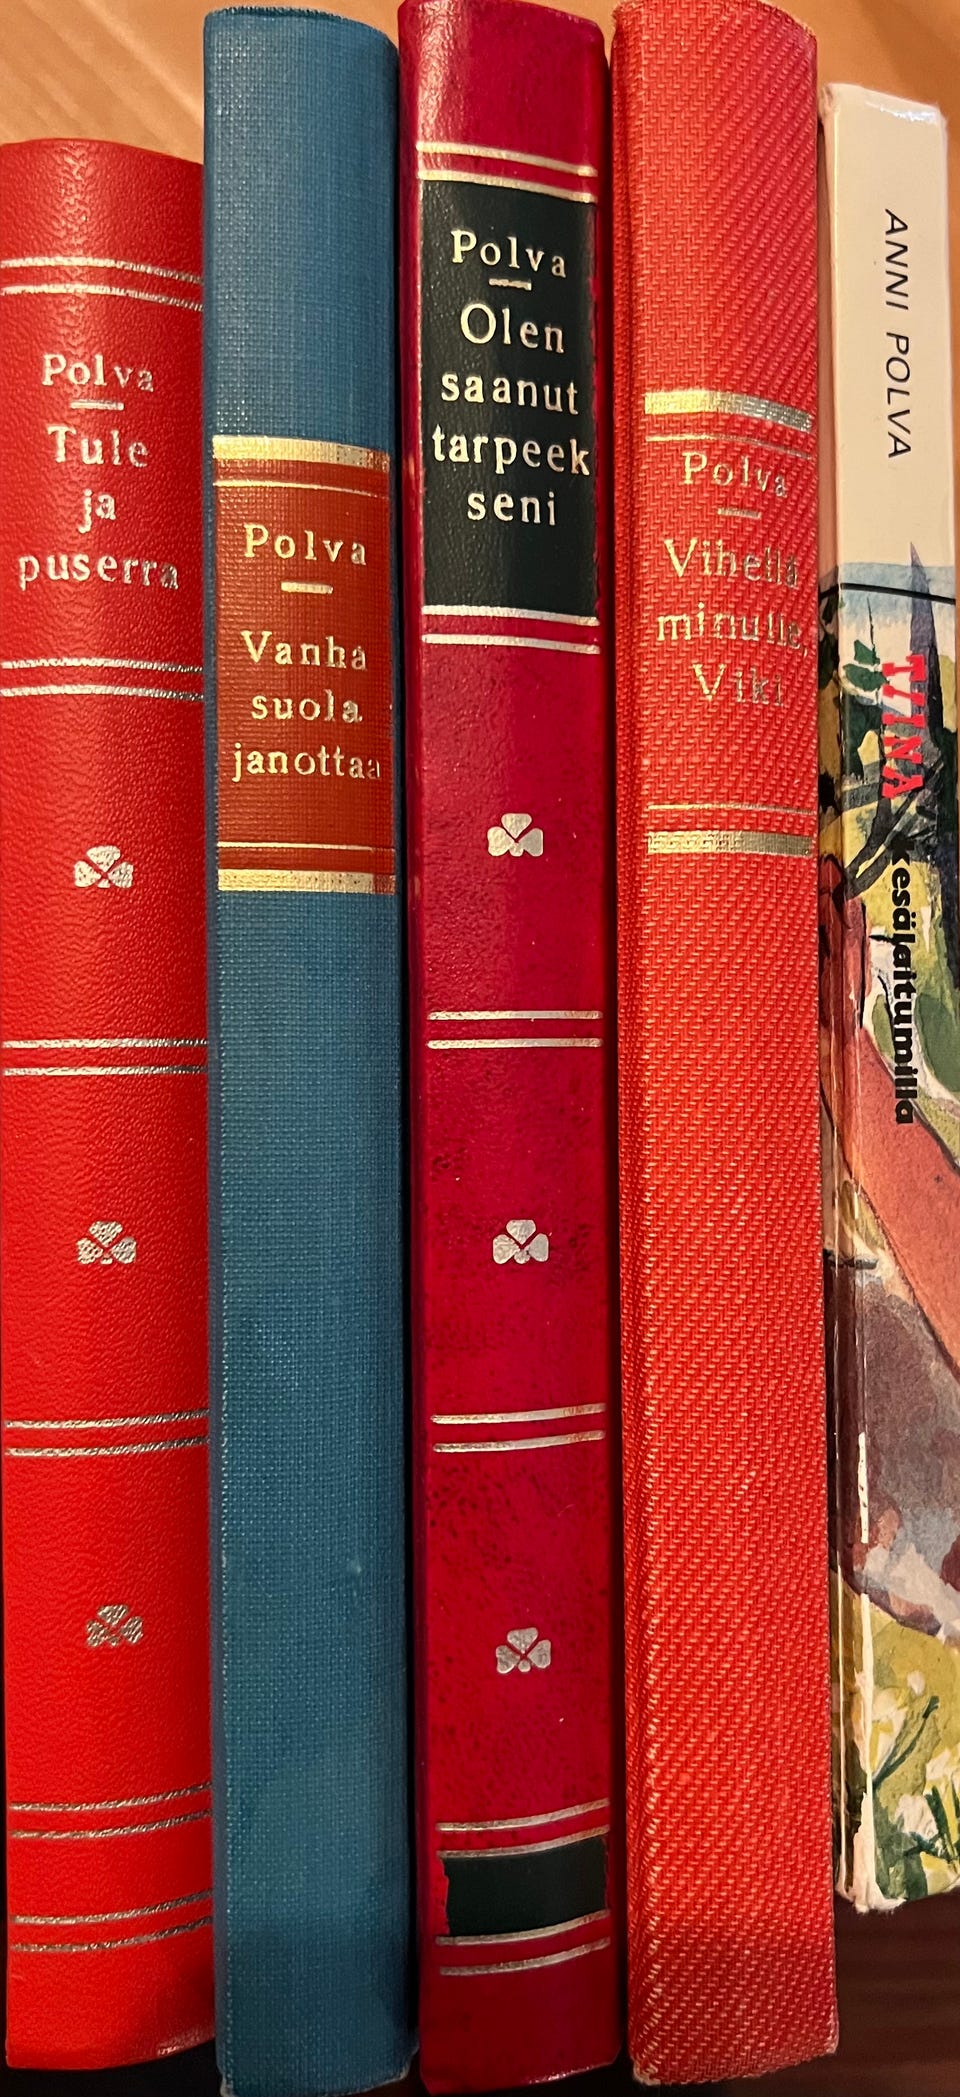 Polva
Tule
ja
puserra
Polva
Vanha
suola
janottaa
Polva
Olen
saanut
tarpeek
seni
Polva
Vihellä
minulle,
Viki
ANNI POLVA
TIINA kesälaitumilla